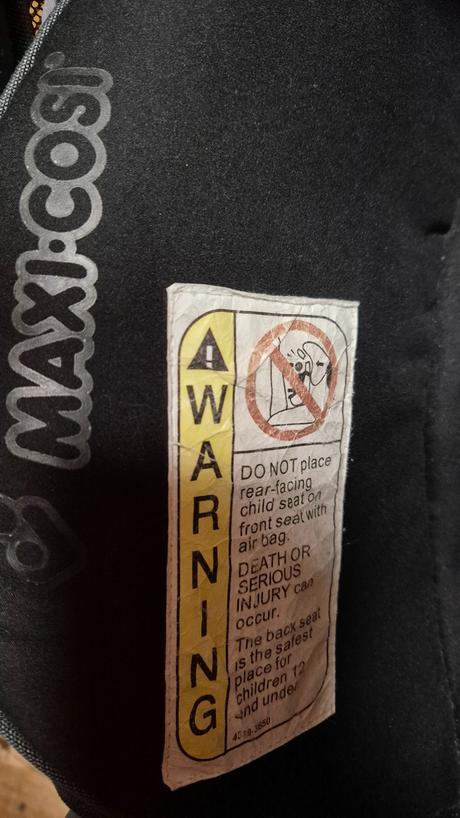 MAXI-COSI
WARNING
DO NOT place
rear-facing
child seat on
front seat with
air bag.
DEATH OR
SERIOUS
INJURY can
occur.
The back seat
is the safest
place for
children 12
and under.